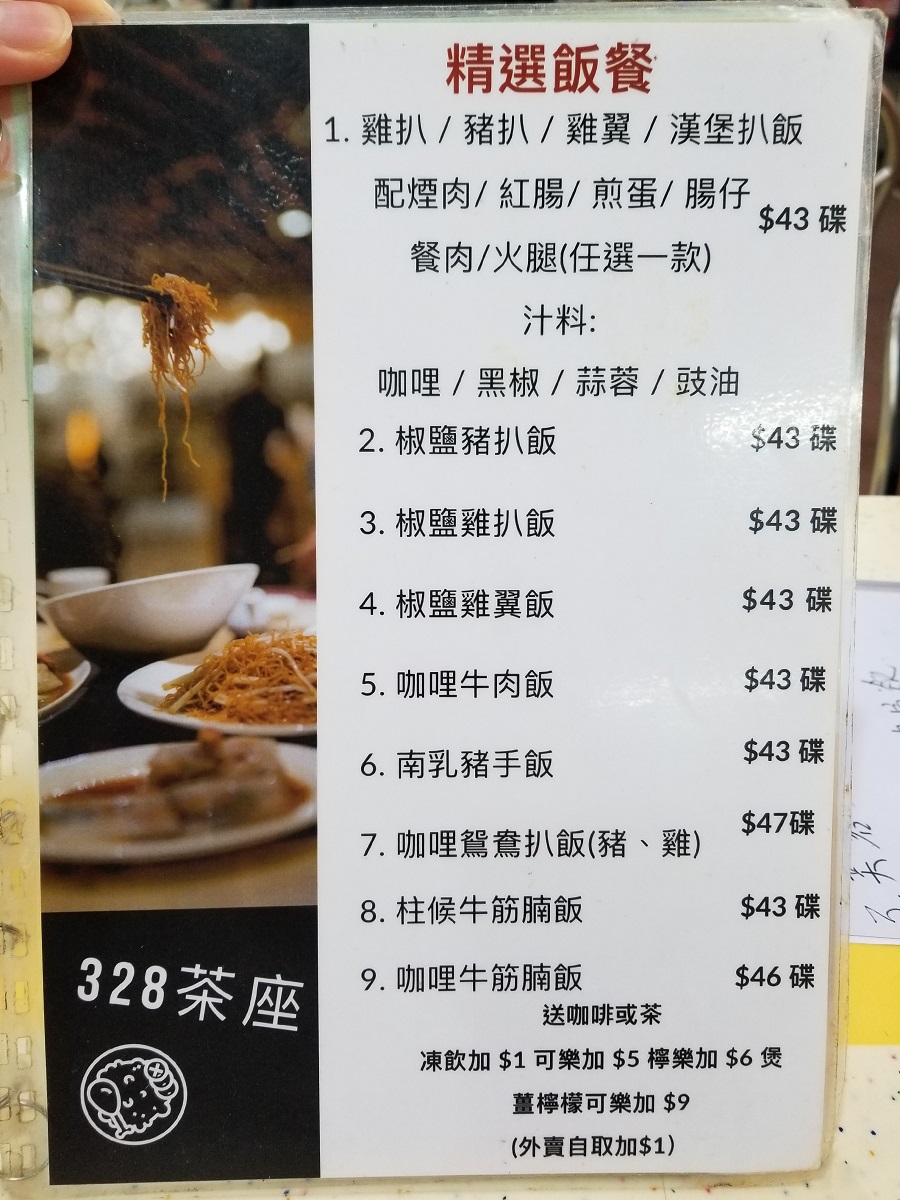 精選飯餐
1. 雞扒 / 豬扒 / 雞翼 / 漢堡扒飯
配煙肉/ 紅腸/ 煎蛋/ 腸仔
$43 碟
餐肉/火腿(任選一款)
汁料:
咖哩 / 黑椒 / 蒜蓉 / 豉油
2. 椒鹽豬扒飯 $43 碟
3. 椒鹽雞扒飯 $43 碟
4. 椒鹽雞翼飯 $43 碟
5. 咖哩牛肉飯 $43 碟
6. 南乳豬手飯 $43 碟
7. 咖哩鴛鴦扒飯(豬、雞) $47碟
8. 柱候牛筋腩飯 $43 碟
9. 咖哩牛筋腩飯 $46 碟
送咖啡或茶
凍飲加 $1 可樂加 $5 檸樂加 $6 煲
薑檸檬可樂加 $9
(外賣自取加$1)
328茶座